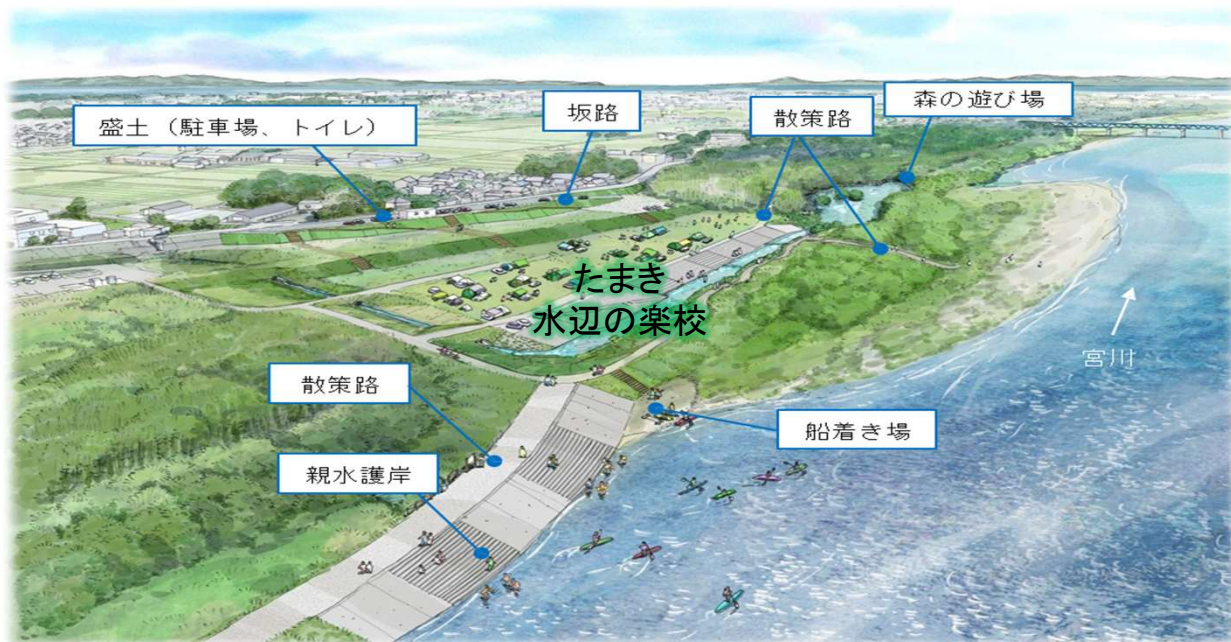 森の遊び場
坂路
散策路
盛土（駐車場、トイレ）
たまき
水辺の楽校
宮川
散策路
船着き場
親水護岸